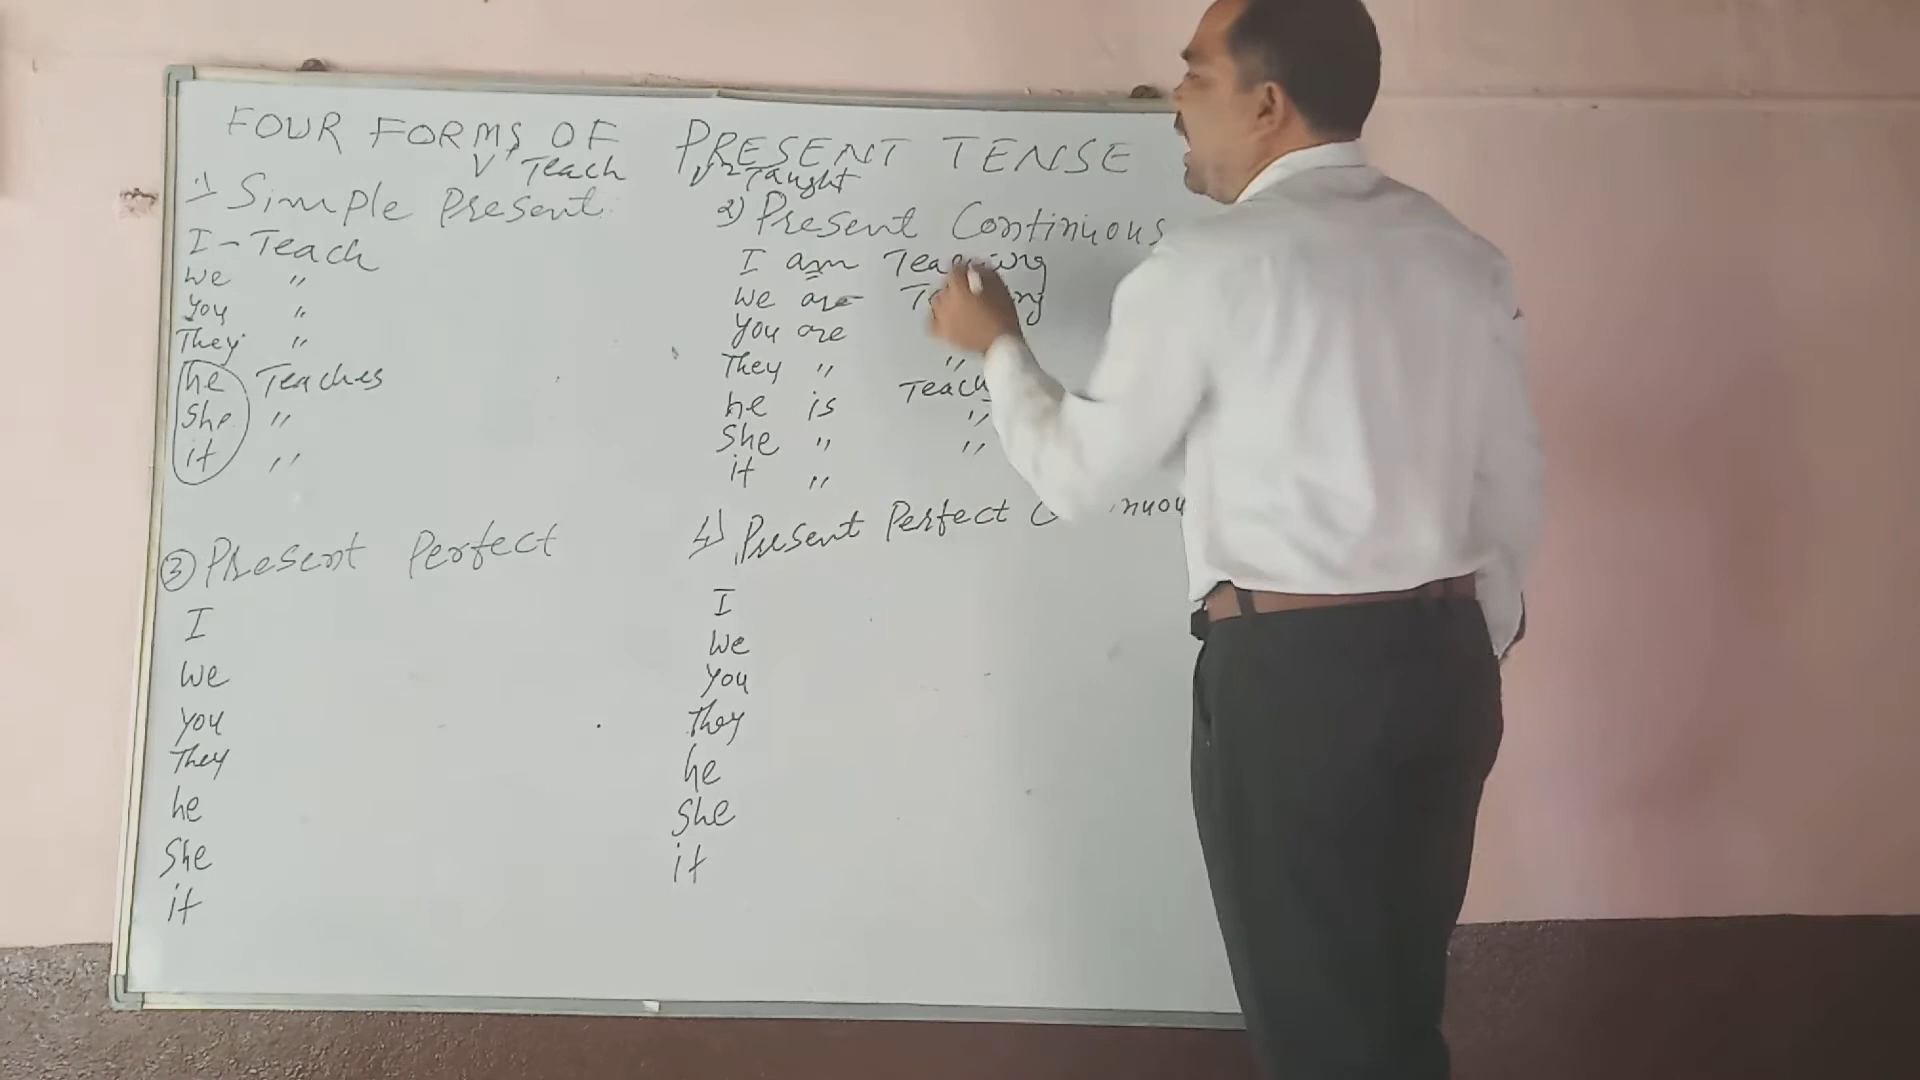 FOUR FORMS OF PRESENT TENSE
V' Teach V2 Taught
1) Simple Present
I - Teach
we "
you "
They "
he Teaches
She "
it "
2) Present Continuous
I am
we are
you are
They " "
he is Teach
She " "
it " "
③ Present Perfect
I
we
you
They
he
She
it
4) Present Perfect
I
we
you
They
he
She
it